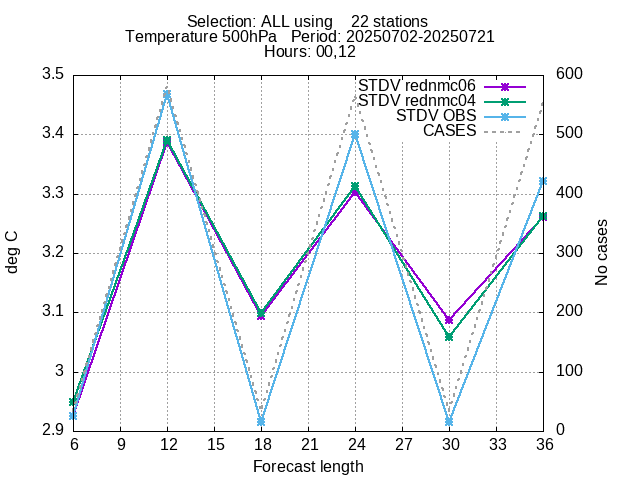 Selection: ALL using    22 stations
Temperature 500hPa   Period: 20250702-20250721
Hours: 00,12
3.5
3.4
3.3
3.2
3.1
3
2.9
deg C
STDV rednmc06
STDV rednmc04
STDV OBS
CASES
600
500
400
300
200
100
0
No cases
6 9 12 15 18 21 24 27 30 33 36
Forecast length